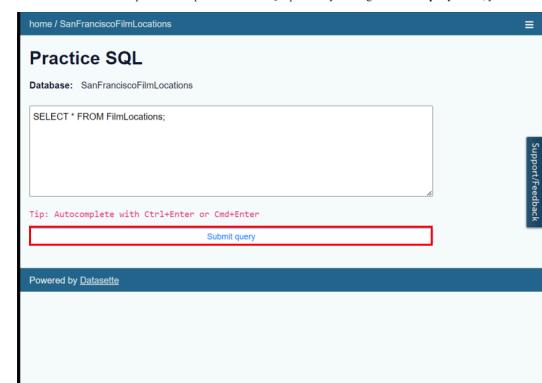 home / SanFranciscoFilmLocations
Practice SQL
Database: SanFranciscoFilmLocations
SELECT * FROM FilmLocations;
Support/Feedback
Tip: Autocomplete with Ctrl+Enter or Cmd+Enter
Submit query
Powered by Datasette